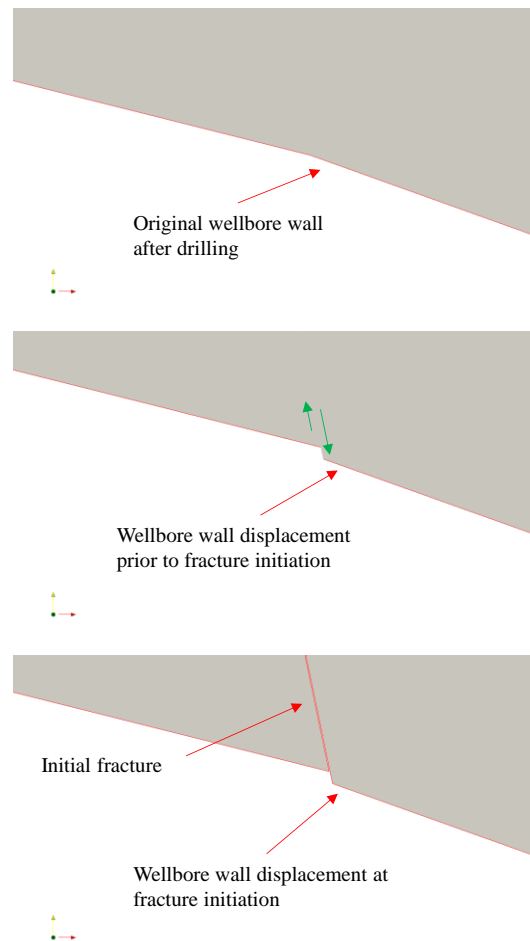 Original wellbore wall
after drilling
Wellbore wall displacement
prior to fracture initiation
Initial fracture
Wellbore wall displacement at
fracture initiation